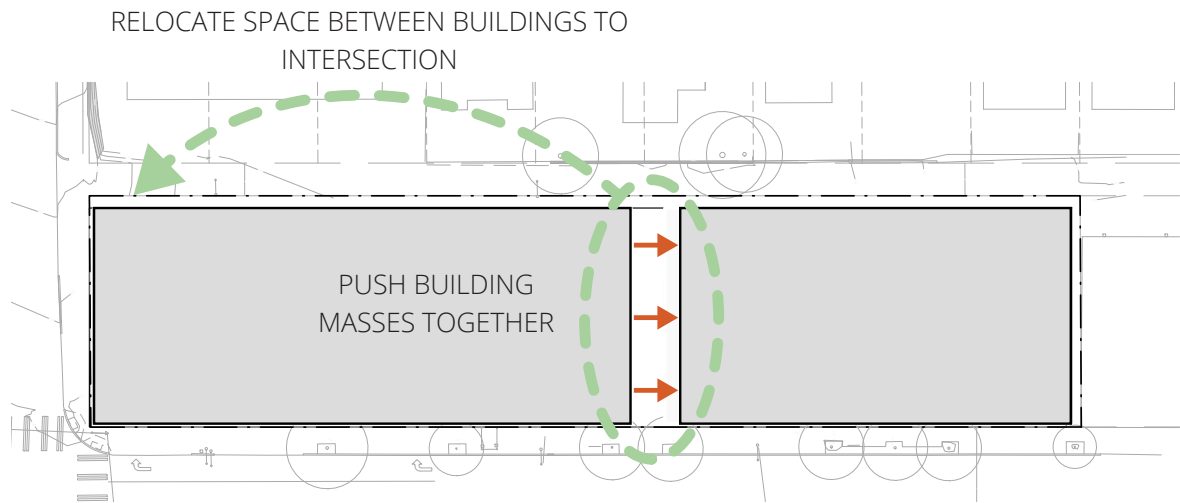 RELOCATE SPACE BETWEEN BUILDINGS TO
INTERSECTION
PUSH BUILDING
MASSES TOGETHER